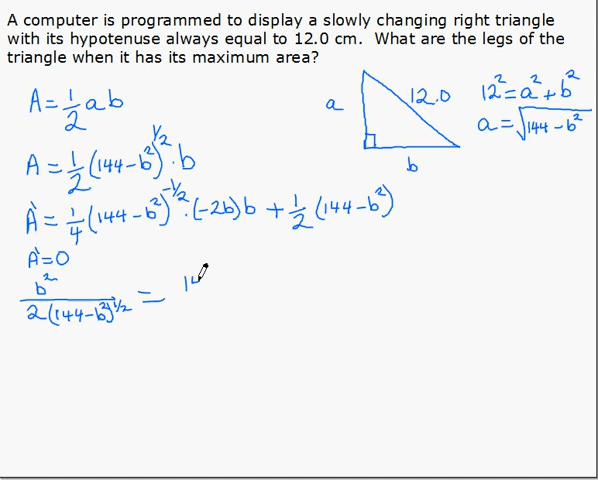 A computer is programmed to display a slowly changing right triangle
with its hypotenuse always equal to 12.0 cm.  What are the legs of the
triangle when it has its maximum area?
A = 1/2 ab
a
12.0
b
12² = a² + b²
a = √(144 - b²)
A = 1/2 (144 - b²)^1/2 · b
A' = 1/4 (144 - b²)^-1/2 · (-2b) b + 1/2 (144 - b²)
A' = 0
b² / 2(144 - b²)^1/2 = 14